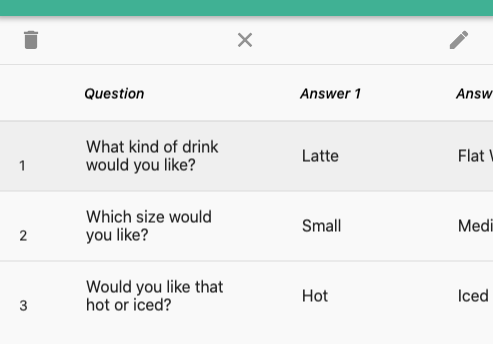 Question Answer 1 Answ
1 What kind of drink
would you like? Latte Flat
2 Which size would
you like? Small Medi
3 Would you like that
hot or iced? Hot Iced